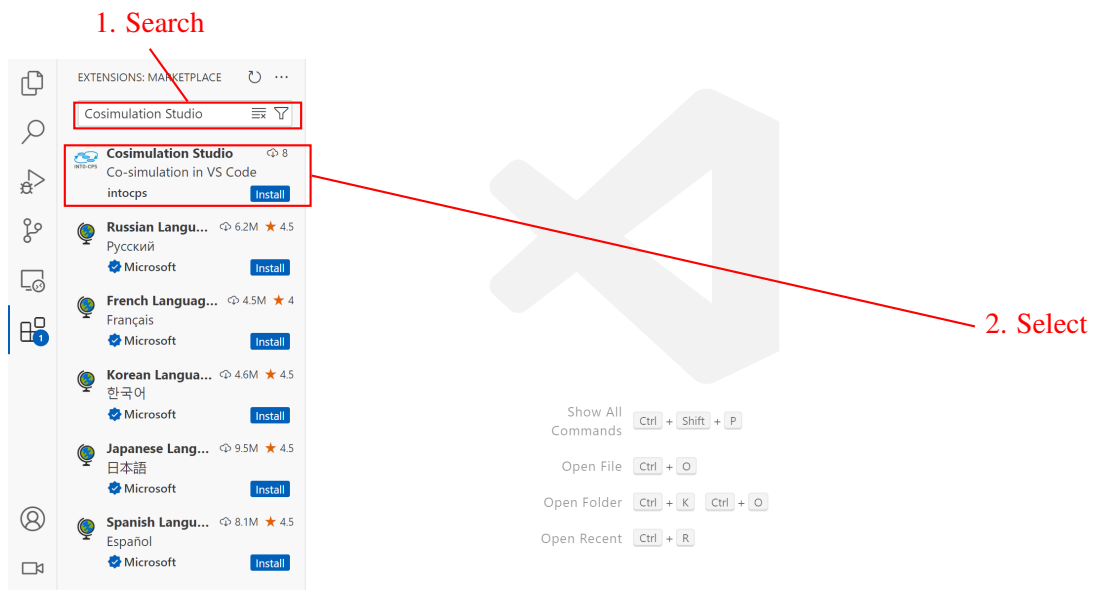 1. Search
EXTENSIONS: MARKETPLACE
Cosimulation Studio
Cosimulation Studio 8
INTO-CPS
Co-simulation in VS Code
intocps Install
Russian Langu... 6.2M ★ 4.5
Русский
Microsoft Install
French Languag... 4.5M ★ 4
Français
Microsoft Install
1
Korean Langua... 4.6M ★ 4.5
한국어
Microsoft Install
Japanese Lang... 9.5M ★ 4.5
日本語
Microsoft Install
Spanish Langu... 8.1M ★ 4.5
Español
Microsoft Install
2. Select
Show All
Commands Ctrl + Shift + P
Open File Ctrl + O
Open Folder Ctrl + K Ctrl + O
Open Recent Ctrl + R